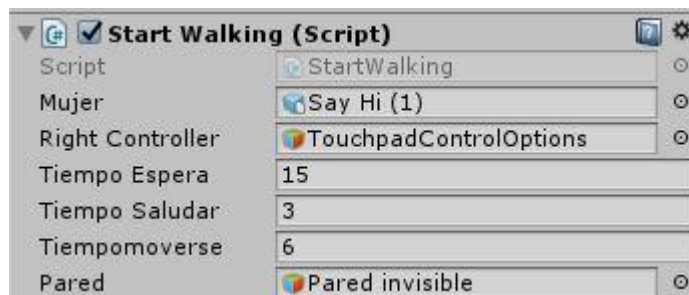 Start Walking (Script)
Script StartWalking
Mujer Say Hi (1)
Right Controller TouchpadControlOptions
Tiempo Espera 15
Tiempo Saludar 3
Tiempomoverse 6
Pared Pared invisible